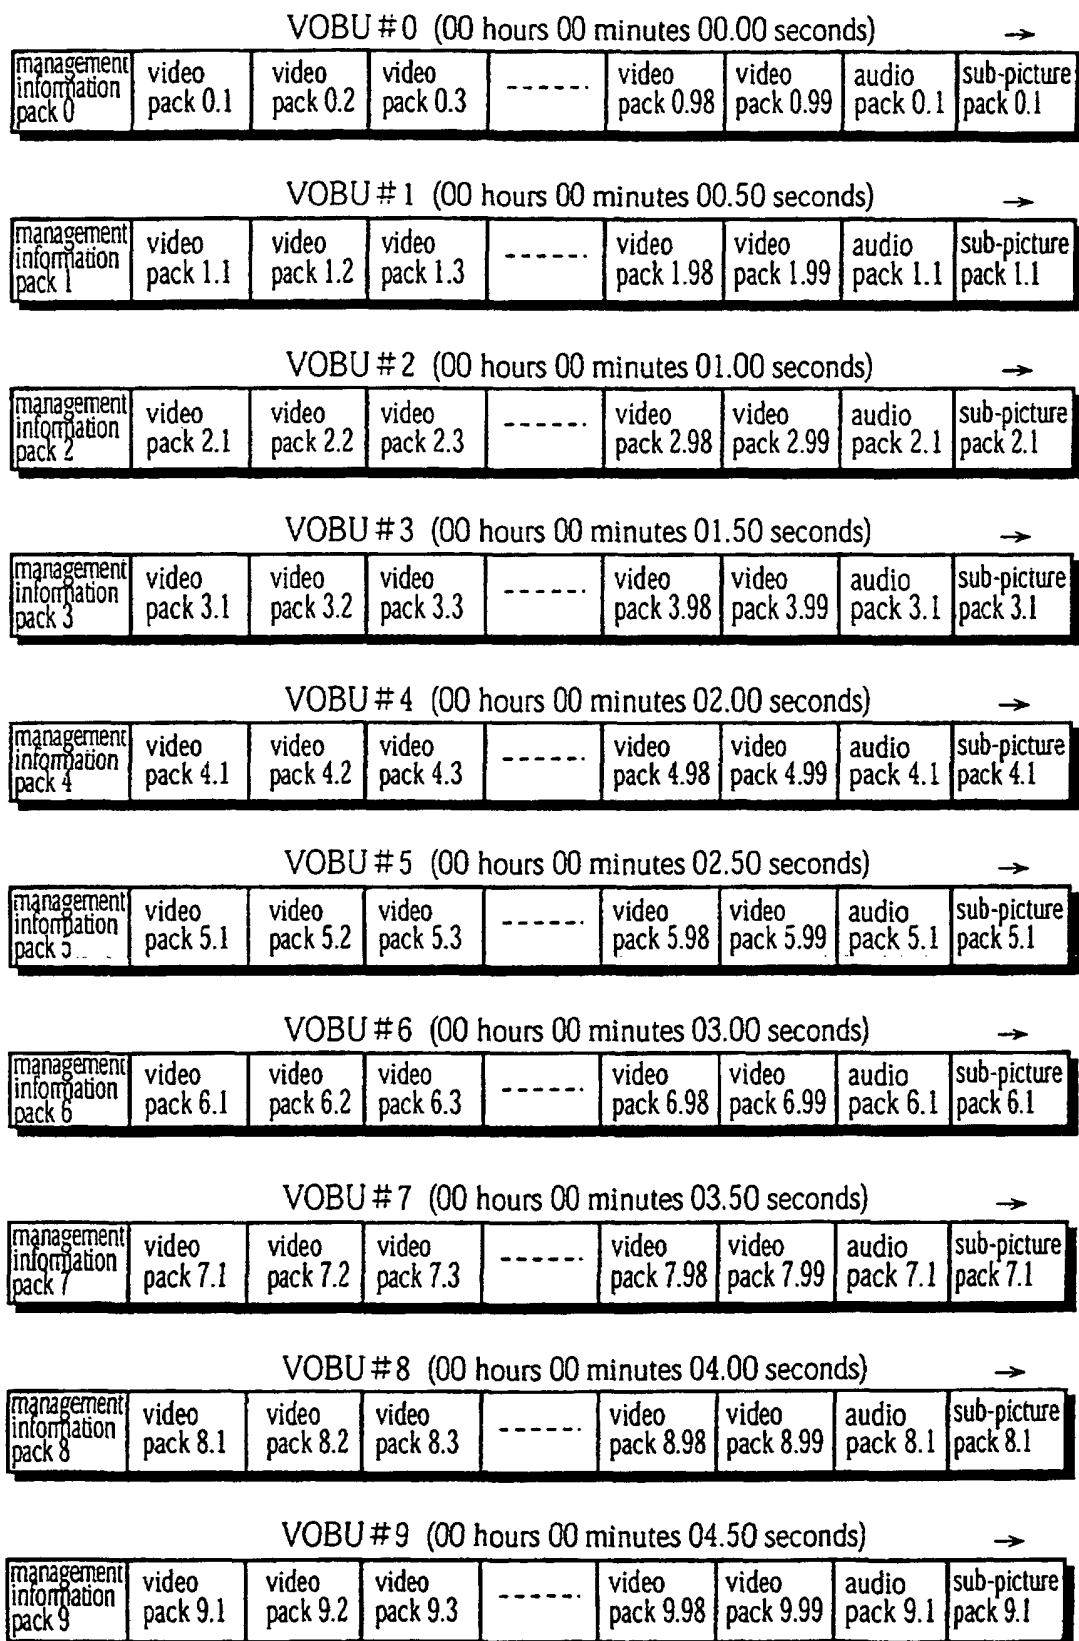 VOBU #0 (00 hours 00 minutes 00.00 seconds) →
management information pack 0 video pack 0.1 video pack 0.2 video pack 0.3 ------ video pack 0.98 video pack 0.99 audio pack 0.1 sub-picture pack 0.1
VOBU #1 (00 hours 00 minutes 00.50 seconds) →
management information pack 1 video pack 1.1 video pack 1.2 video pack 1.3 ------ video pack 1.98 video pack 1.99 audio pack 1.1 sub-picture pack 1.1
VOBU #2 (00 hours 00 minutes 01.00 seconds) →
management information pack 2 video pack 2.1 video pack 2.2 video pack 2.3 ------ video pack 2.98 video pack 2.99 audio pack 2.1 sub-picture pack 2.1
VOBU #3 (00 hours 00 minutes 01.50 seconds) →
management information pack 3 video pack 3.1 video pack 3.2 video pack 3.3 ------ video pack 3.98 video pack 3.99 audio pack 3.1 sub-picture pack 3.1
VOBU #4 (00 hours 00 minutes 02.00 seconds) →
management information pack 4 video pack 4.1 video pack 4.2 video pack 4.3 ------ video pack 4.98 video pack 4.99 audio pack 4.1 sub-picture pack 4.1
VOBU #5 (00 hours 00 minutes 02.50 seconds) →
management information pack 5 video pack 5.1 video pack 5.2 video pack 5.3 ------ video pack 5.98 video pack 5.99 audio pack 5.1 sub-picture pack 5.1
VOBU #6 (00 hours 00 minutes 03.00 seconds) →
management information pack 6 video pack 6.1 video pack 6.2 video pack 6.3 ------ video pack 6.98 video pack 6.99 audio pack 6.1 sub-picture pack 6.1
VOBU #7 (00 hours 00 minutes 03.50 seconds) →
management information pack 7 video pack 7.1 video pack 7.2 video pack 7.3 ------ video pack 7.98 video pack 7.99 audio pack 7.1 sub-picture pack 7.1
VOBU #8 (00 hours 00 minutes 04.00 seconds) →
management information pack 8 video pack 8.1 video pack 8.2 video pack 8.3 ------ video pack 8.98 video pack 8.99 audio pack 8.1 sub-picture pack 8.1
VOBU #9 (00 hours 00 minutes 04.50 seconds) →
management information pack 9 video pack 9.1 video pack 9.2 video pack 9.3 ------ video pack 9.98 video pack 9.99 audio pack 9.1 sub-picture pack 9.1